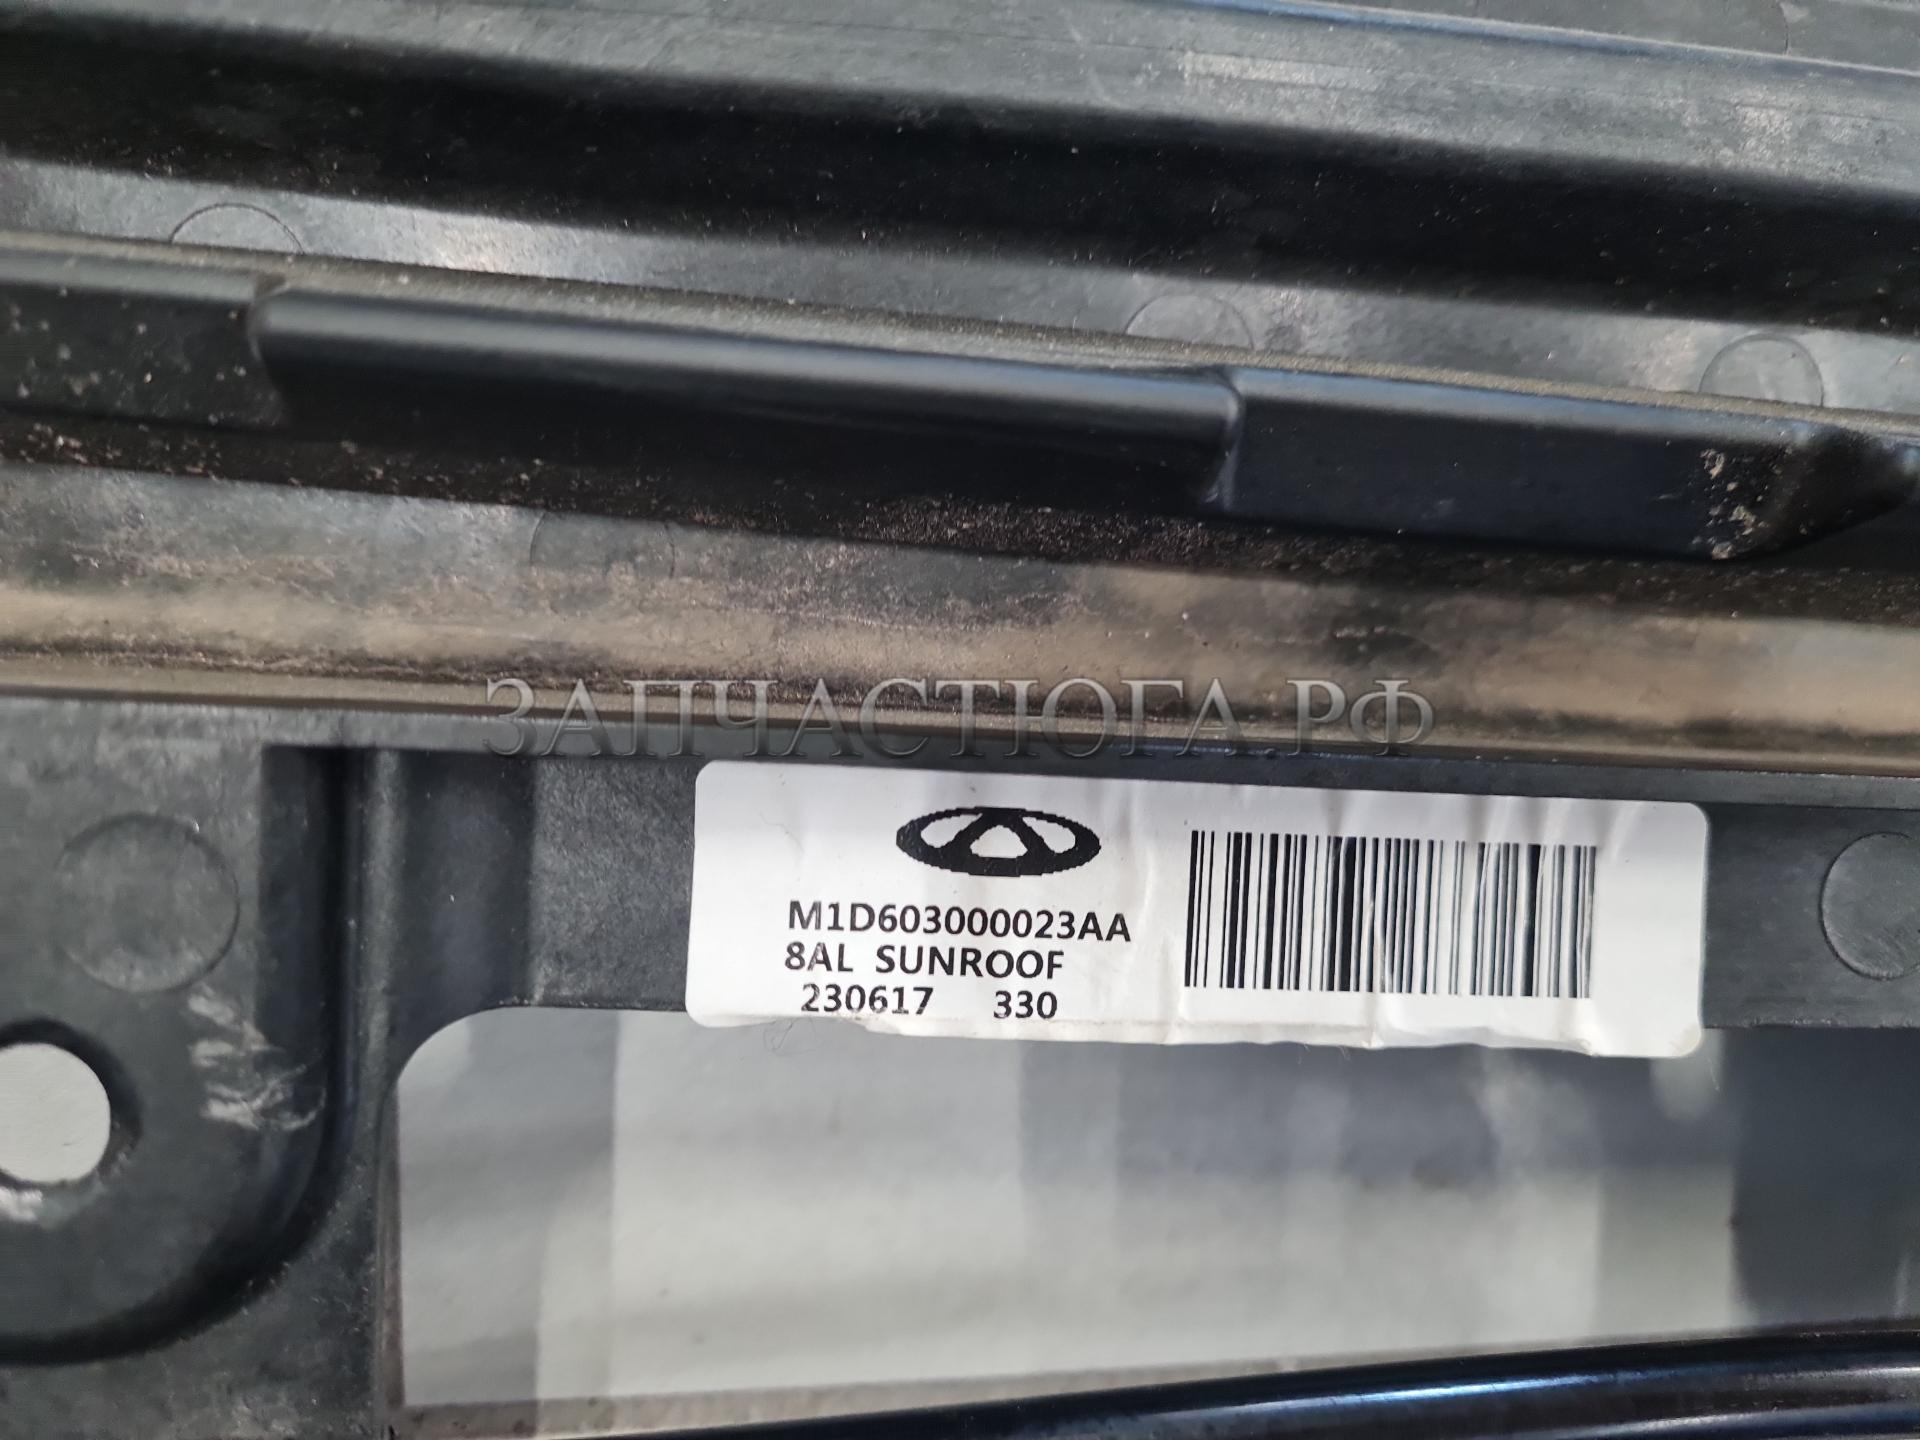 ЗАПЧАСТЮГА.РФ
M1D603000023AA
8AL SUNROOF
230617 330